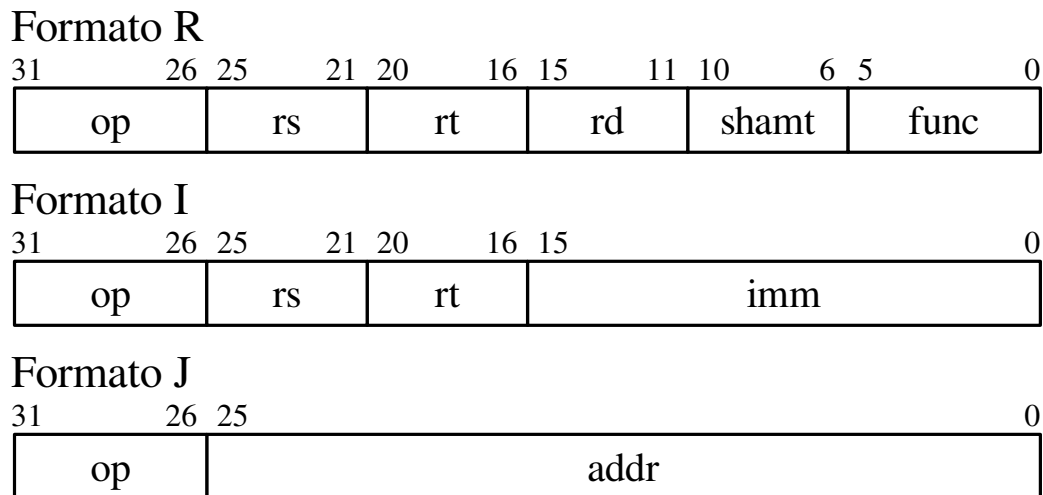 Formato R
31 26 25 21 20 16 15 11 10 6 5 0
op rs rt rd shamt func
Formato I
31 26 25 21 20 16 15 0
op rs rt imm
Formato J
31 26 25 0
op addr